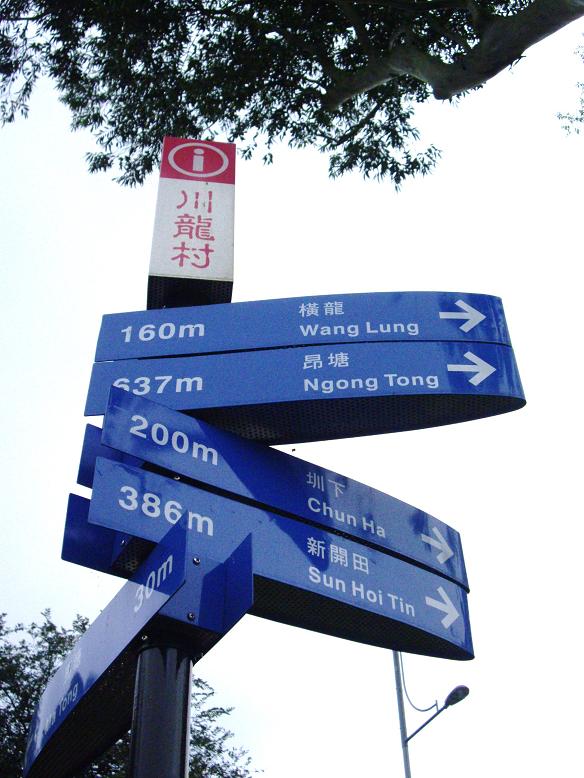 i
川龍村
160m 橫龍
Wang Lung
637m 昂塘
Ngong Tong
200m 圳下
Chun Ha
386m 新開田
Sun Hoi Tin
30m
Tong